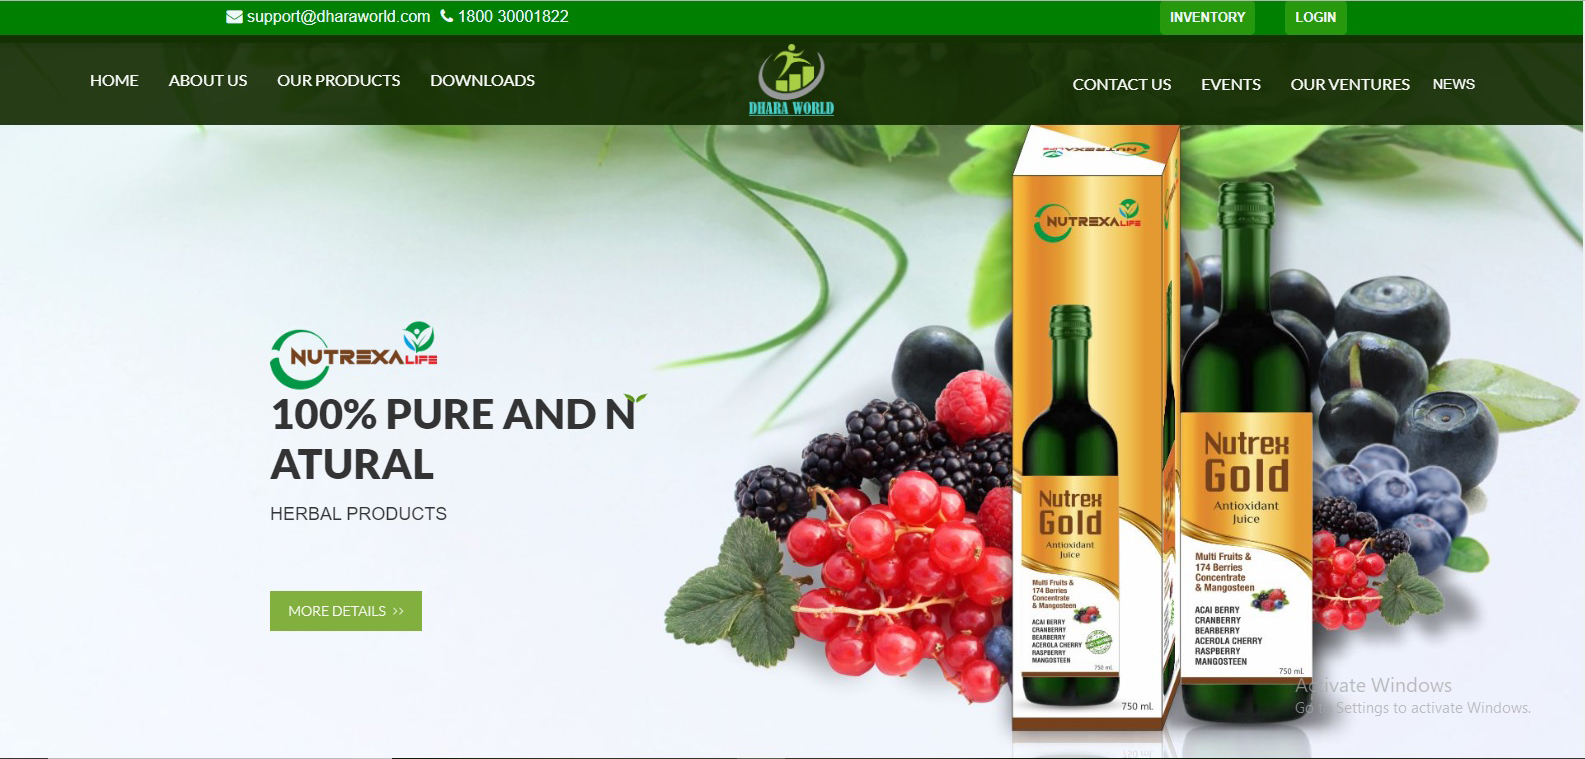 support@dharaworld.com 1800 30001822 INVENTORY LOGIN
HOME ABOUT US OUR PRODUCTS DOWNLOADS
DHARA WORLD
CONTACT US EVENTS OUR VENTURES NEWS
NUTREXA LIFE
100% PURE AND N
ATURAL
HERBAL PRODUCTS
MORE DETAILS >>
NUTREXA LIFE
NUTREXA LIFE
Nutrex
Gold
Antioxidant
Juice
Multi Fruits &
174 Berries
Concentrate
& Mangosteen
ACAI BERRY
CRANBERRY
BEARBERRY
ACEROLA CHERRY
RASPBERRY
MANGOSTEEN
750 ml.
750 ml.
Nutrex
Gold
Antioxidant
Juice
Multi Fruits &
174 Berries
Concentrate
& Mangosteen
ACAI BERRY
CRANBERRY
BEARBERRY
ACEROLA CHERRY
RASPBERRY
MANGOSTEEN
750 ml.
Activate Windows
Go to Settings to activate Windows.